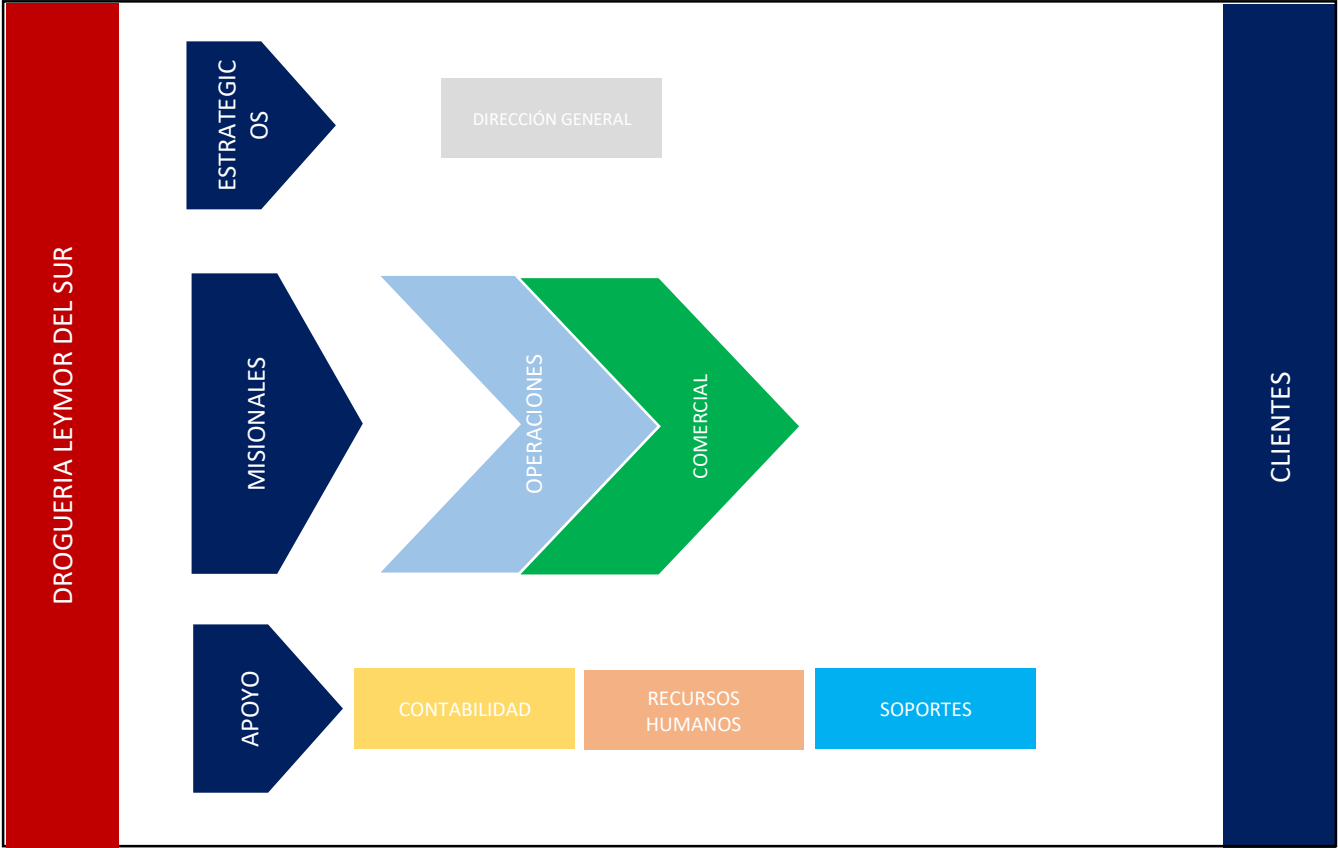 DROGUERIA LEYMOR DEL SUR
ESTRATEGIC
OS
DIRECCIÓN GENERAL
MISIONALES
OPERACIONES
COMERCIAL
APOYO
CONTABILIDAD
RECURSOS
HUMANOS
SOPORTES
CLIENTES